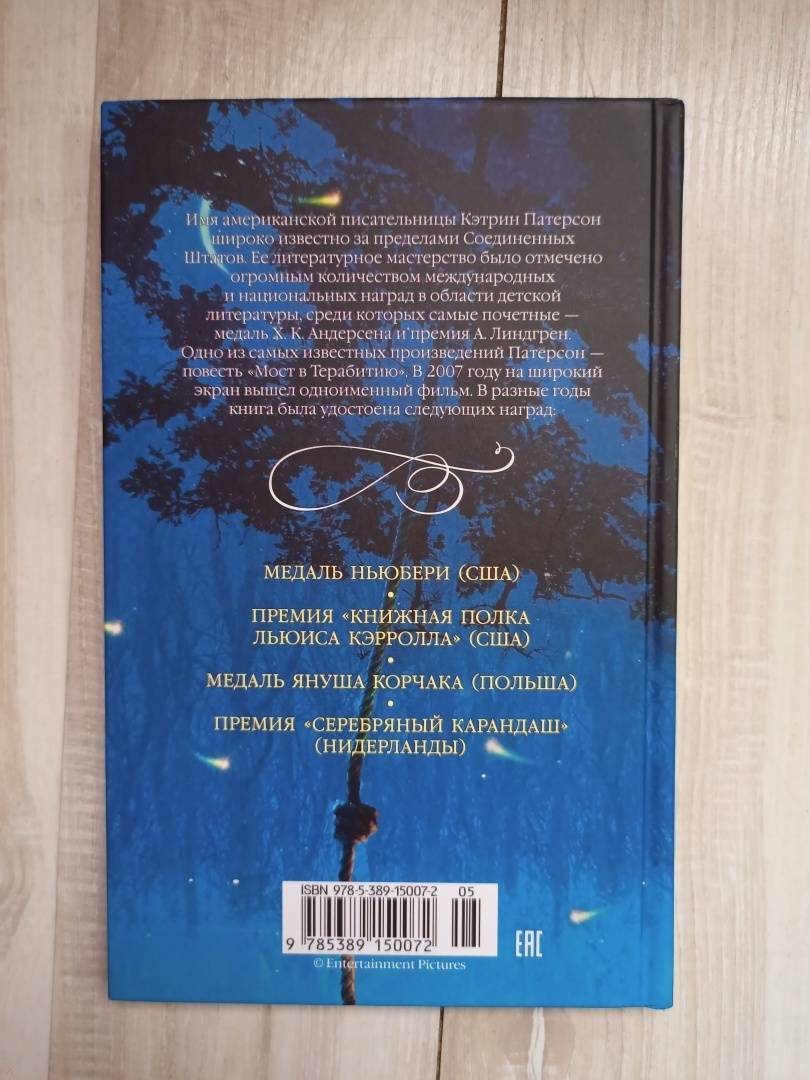 Имя американской писательницы Кэтрин Патерсон
широко известно за пределами Соединенных
Штатов. Ее литературное мастерство было отмечено
огромным количеством международных
и национальных наград в области детской
литературы, среди которых самые почетные —
медаль Х. К. Андерсена и премия А. Линдгрен.
Одно из самых известных произведений Патерсон —
повесть «Мост в Терабитию». В 2007 году на широкий
экран вышел одноименный фильм. В разные годы
книга была удостоена следующих наград:
МЕДАЛЬ НЬЮБЕРИ (США)
•
ПРЕМИЯ «КНИЖНАЯ ПОЛКА
ЛЬЮИСА КЭРРОЛЛА» (США)
•
МЕДАЛЬ ЯНУША КОРЧАКА (ПОЛЬША)
•
ПРЕМИЯ «СЕРЕБРЯНЫЙ КАРАНДАШ»
(НИДЕРЛАНДЫ)
ISBN 978-5-389-15007-2 05
9 785389 150072
EAC
© Entertainment Pictures